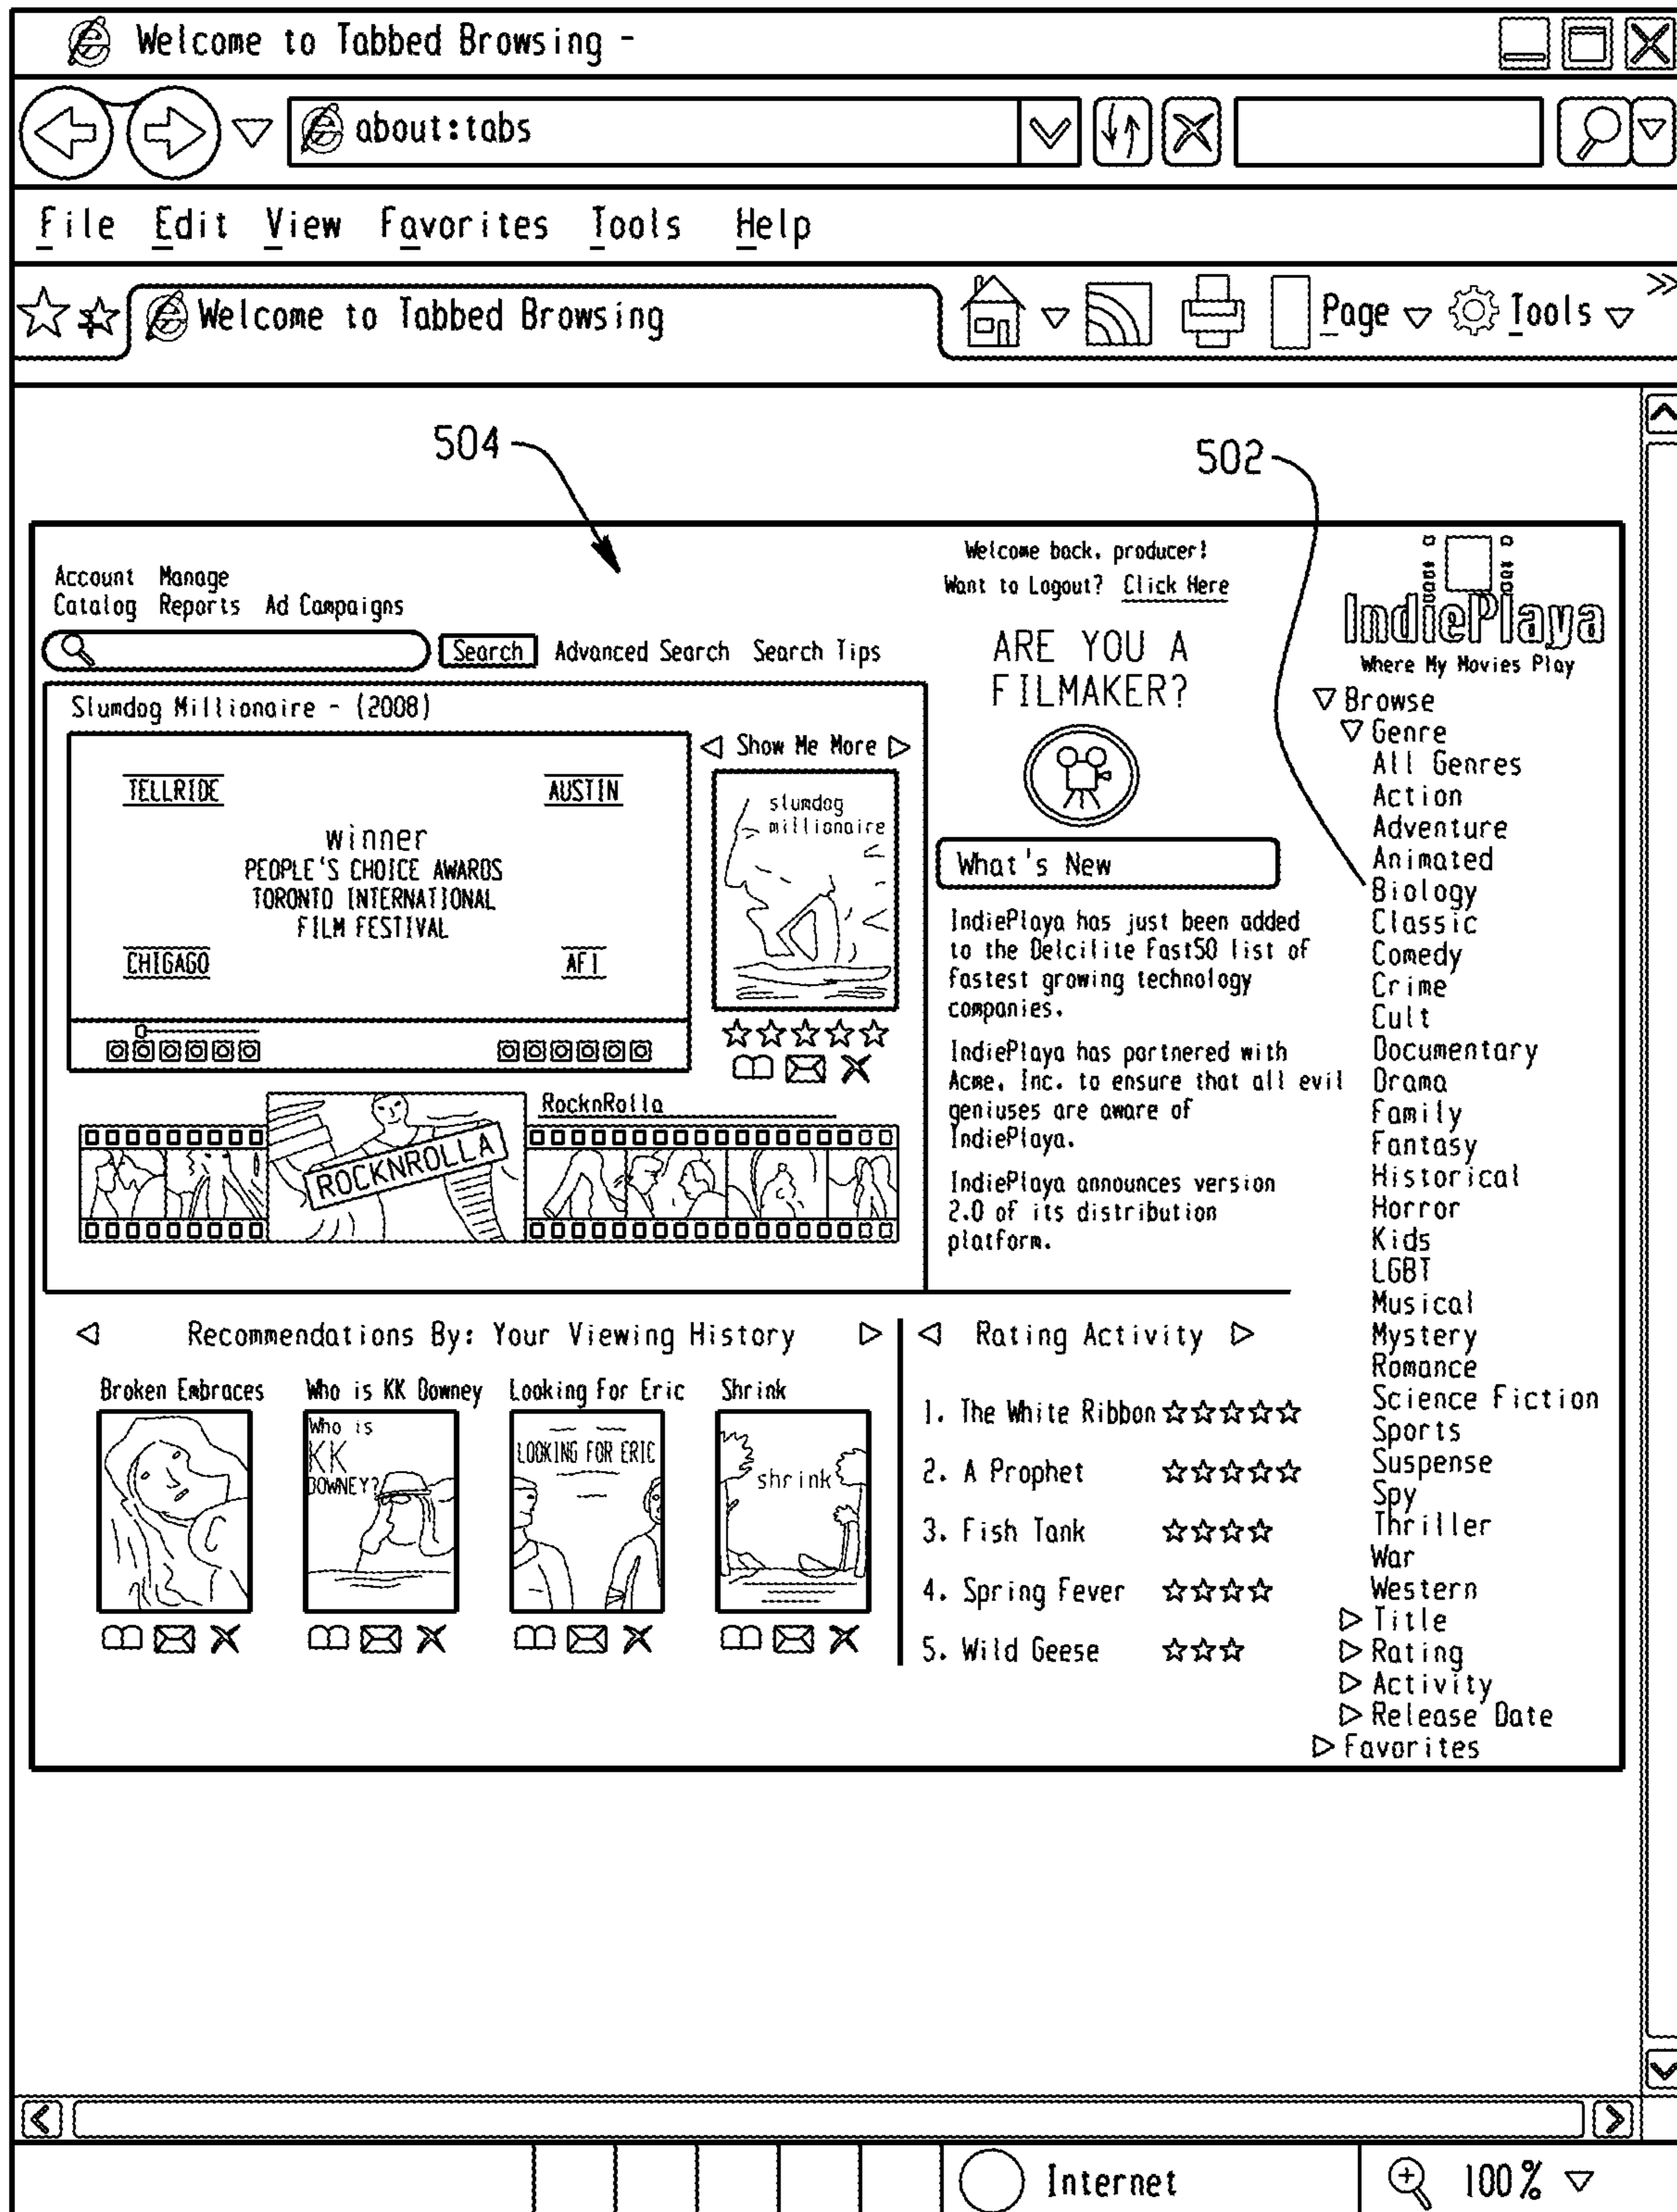 Welcome to Tabbed Browsing -
about:tabs
File Edit View Favorites Tools Help
Welcome to Tabbed Browsing
Page Tools
504
502
Account Manage
Catalog Reports Ad Campaigns
Search Advanced Search Search Tips
Slumdog Millionaire - (2008)
TELLRIDE AUSTIN
winner
PEOPLE'S CHOICE AWARDS
TORONTO INTERNATIONAL
FILM FESTIVAL
CHIGAGO AFI
Show Me More
slumdog
millionaire
RocknRolla
ROCKNROLLA
Welcome back, producer!
Want to Logout? Click Here
ARE YOU A
FILMAKER?
What's New
IndiePlaya has just been added
to the Delcilite Fast50 list of
fastest growing technology
companies.
IndiePlaya has partnered with
Acme, Inc. to ensure that all evil
geniuses are aware of
IndiePlaya.
IndiePlaya announces version
2.0 of its distribution
platform.
IndiePlaya
Where My Movies Play
Browse
Genre
All Genres
Action
Adventure
Animated
Biology
Classic
Comedy
Crime
Cult
Documentary
Drama
Family
Fantasy
Historical
Horror
Kids
LGBT
Musical
Mystery
Romance
Science Fiction
Sports
Suspense
Spy
Thriller
War
Western
Title
Rating
Activity
Release Date
Favorites
Recommendations By: Your Viewing History
Broken Embraces Who is KK Downey Looking For Eric Shrink
Who is
KK
DOWNEY?
LOOKING FOR ERIC
shrink
Rating Activity
1. The White Ribbon
2. A Prophet
3. Fish Tank
4. Spring Fever
5. Wild Geese
Internet
100%